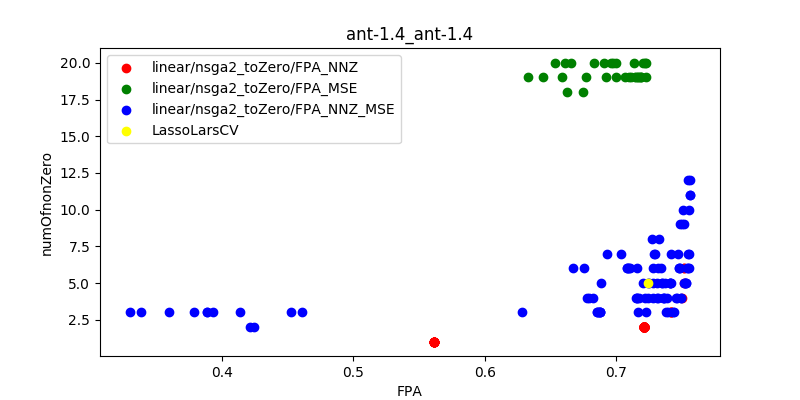 ant-1.4_ant-1.4
linear/nsga2_toZero/FPA_NNZ
linear/nsga2_toZero/FPA_MSE
linear/nsga2_toZero/FPA_NNZ_MSE
LassoLarsCV
numOfnonZero
20.0
17.5
15.0
12.5
10.0
7.5
5.0
2.5
0.4 0.5 0.6 0.7
FPA